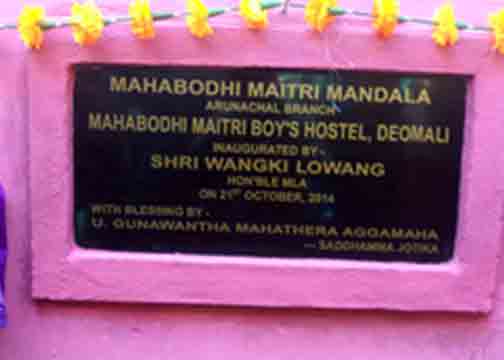 MAHABODHI MAITRI MANDALA
ARUNACHAL BRANCH
MAHABODHI MAITRI BOY'S HOSTEL, DEOMALI
INAUGURATED BY -
SHRI WANGKI LOWANG
HON'BLE MLA
ON 21ST OCTOBER, 2014
WITH BLESSING BY -
U. GUNAWANTHA MAHATHERA AGGAMAHA
--- SADDHAMMA JOTIKA